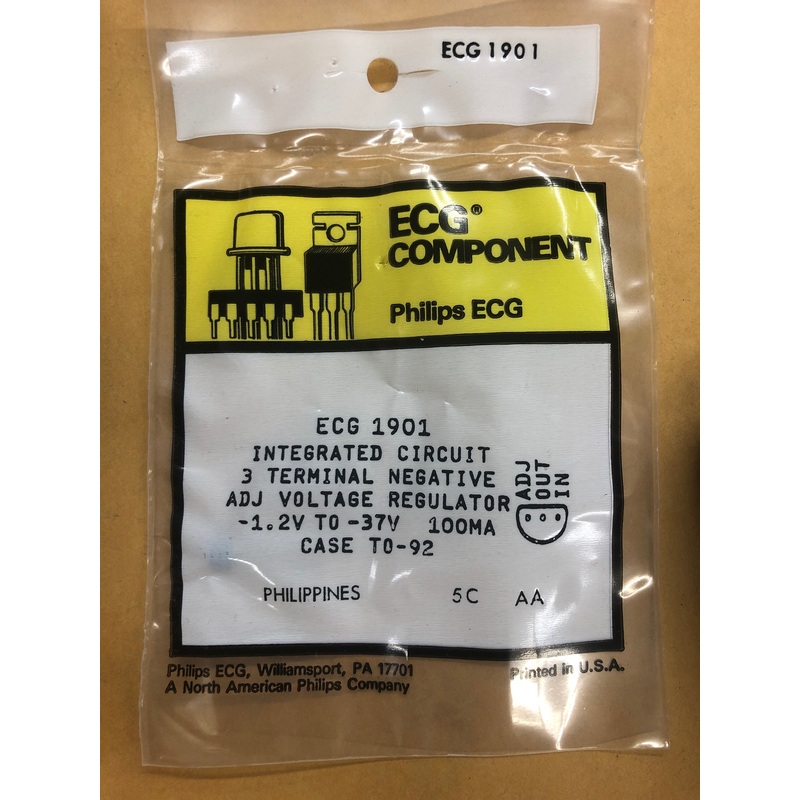 ECG 1901
ECG®
COMPONENT
Philips ECG
ECG 1901
INTEGRATED CIRCUIT
3 TERMINAL NEGATIVE
ADJ VOLTAGE REGULATOR
-1.2V TO -37V 100MA
CASE TO-92
ADJ
OUT
IN
PHILIPPINES 5C AA
Philips ECG, Williamsport, PA 17701
A North American Philips Company
Printed in U.S.A.